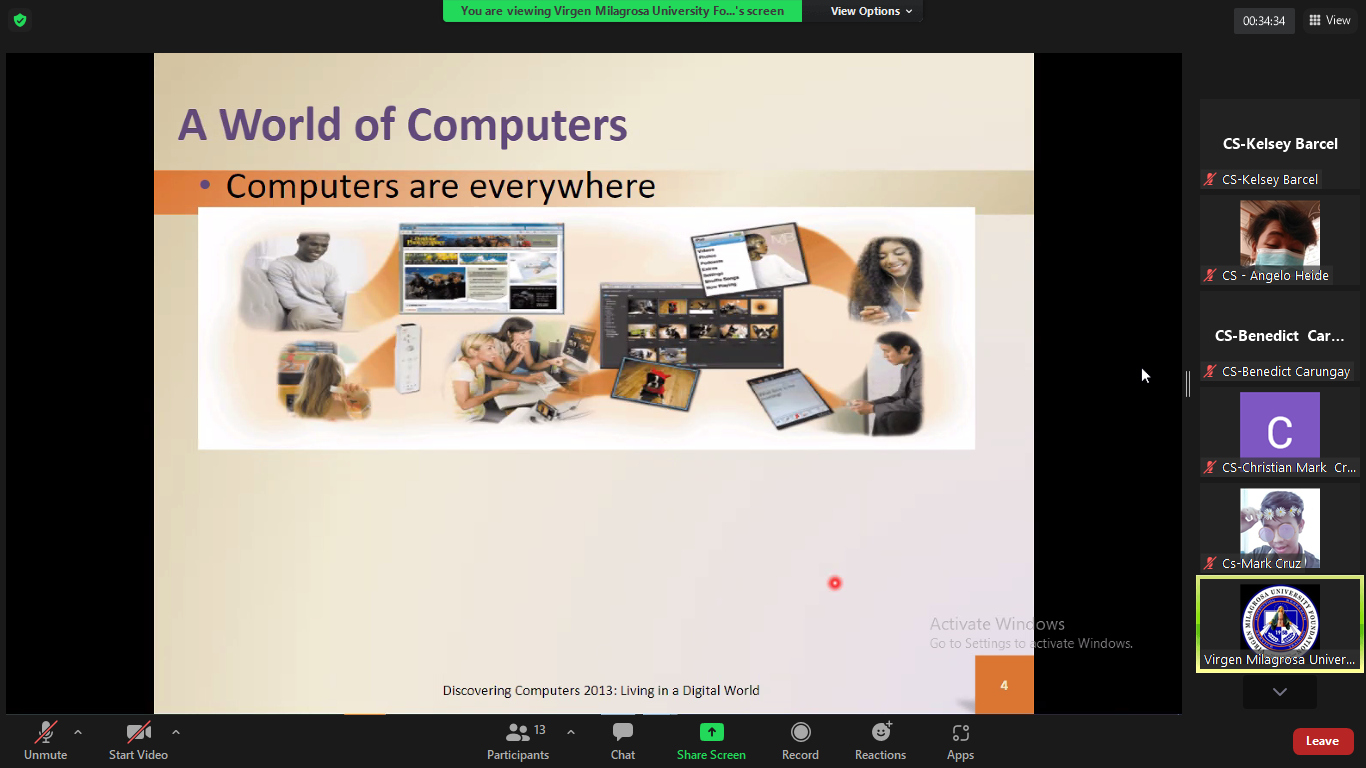 You are viewing Virgen Milagrosa University Fo...'s screen
View Options
00:34:34
View
A World of Computers
• Computers are everywhere
CS-Kelsey Barcel
CS-Kelsey Barcel
CS - Angelo Heide
CS-Benedict Car...
CS-Benedict Carungay
C
CS-Christian Mark Cr...
Cs-Mark Cruz
Virgen Milagrosa Univer...
Activate Windows
Go to Settings to activate Windows.
Discovering Computers 2013: Living in a Digital World
4
Unmute
Start Video
13
Participants
Chat
Share Screen
Record
Reactions
Apps
Leave